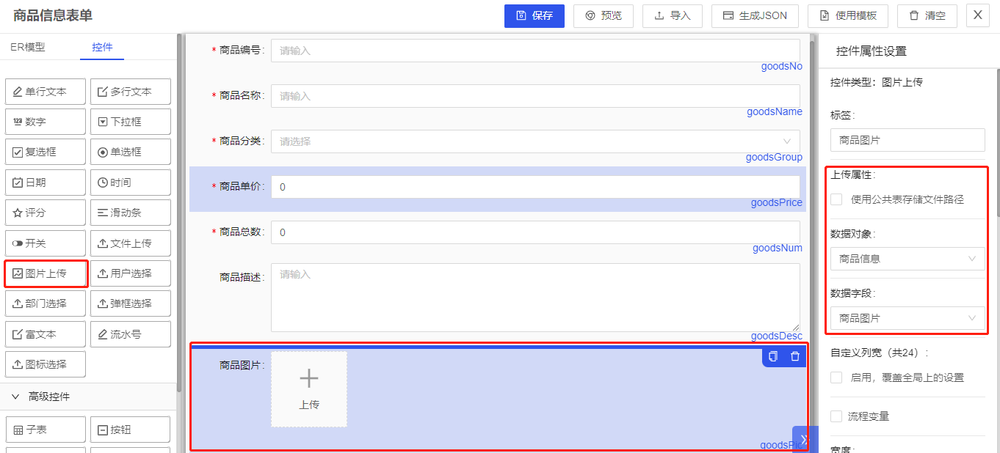 商品信息表单
保存
预览
导入
生成JSON
使用模板
清空
X
ER模型
控件
单行文本
多行文本
数字
下拉框
复选框
单选框
日期
时间
评分
滑动条
开关
文件上传
图片上传
用户选择
部门选择
弹框选择
富文本
流水号
图标选择
高级控件
子表
按钮
* 商品编号:
请输入
goodsNo
* 商品名称:
请输入
goodsName
* 商品分类:
请选择
goodsGroup
* 商品单价:
0
goodsPrice
* 商品总数:
0
goodsNum
商品描述:
请输入
goodsDesc
商品图片:
上传
goodsPic
控件属性设置
控件类型: 图片上传
标签:
商品图片
上传属性:
使用公共表存储文件路径
数据对象:
商品信息
数据字段:
商品图片
自定义列宽（共24）:
启用，覆盖全局上的设置
流程变量
宽度: